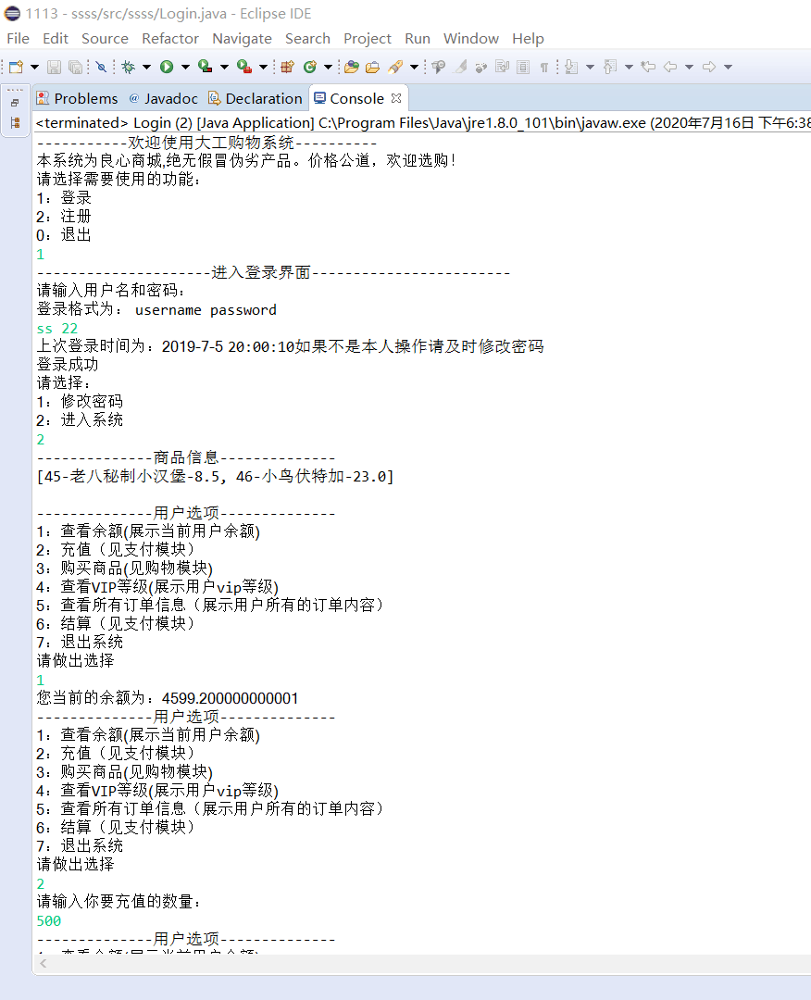 1113 - ssss/src/ssss/Login.java - Eclipse IDE
File Edit Source Refactor Navigate Search Project Run Window Help
Problems @ Javadoc Declaration Console
<terminated> Login (2) [Java Application] C:\Program Files\Java\jre1.8.0_101\bin\javaw.exe (2020年7月16日 下午6:38
-----------欢迎使用大工购物系统----------
本系统为良心商城,绝无假冒伪劣产品。价格公道，欢迎选购！
请选择需要使用的功能：
1：登录
2：注册
0：退出
1
---------------------进入登录界面------------------------
请输入用户名和密码：
登录格式为： username password
ss 22
上次登录时间为：2019-7-5 20:00:10如果不是本人操作请及时修改密码
登录成功
请选择：
1：修改密码
2：进入系统
2
--------------商品信息--------------
[45-老八秘制小汉堡-8.5, 46-小鸟伏特加-23.0]
--------------用户选项--------------
1：查看余额(展示当前用户余额)
2：充值（见支付模块）
3：购买商品(见购物模块)
4：查看VIP等级(展示用户vip等级)
5：查看所有订单信息（展示用户所有的订单内容）
6：结算（见支付模块）
7：退出系统
请做出选择
1
您当前的余额为：4599.200000000001
--------------用户选项--------------
1：查看余额(展示当前用户余额)
2：充值（见支付模块）
3：购买商品(见购物模块)
4：查看VIP等级(展示用户vip等级)
5：查看所有订单信息（展示用户所有的订单内容）
6：结算（见支付模块）
7：退出系统
请做出选择
2
请输入你要充值的数量：
500
--------------用户选项--------------